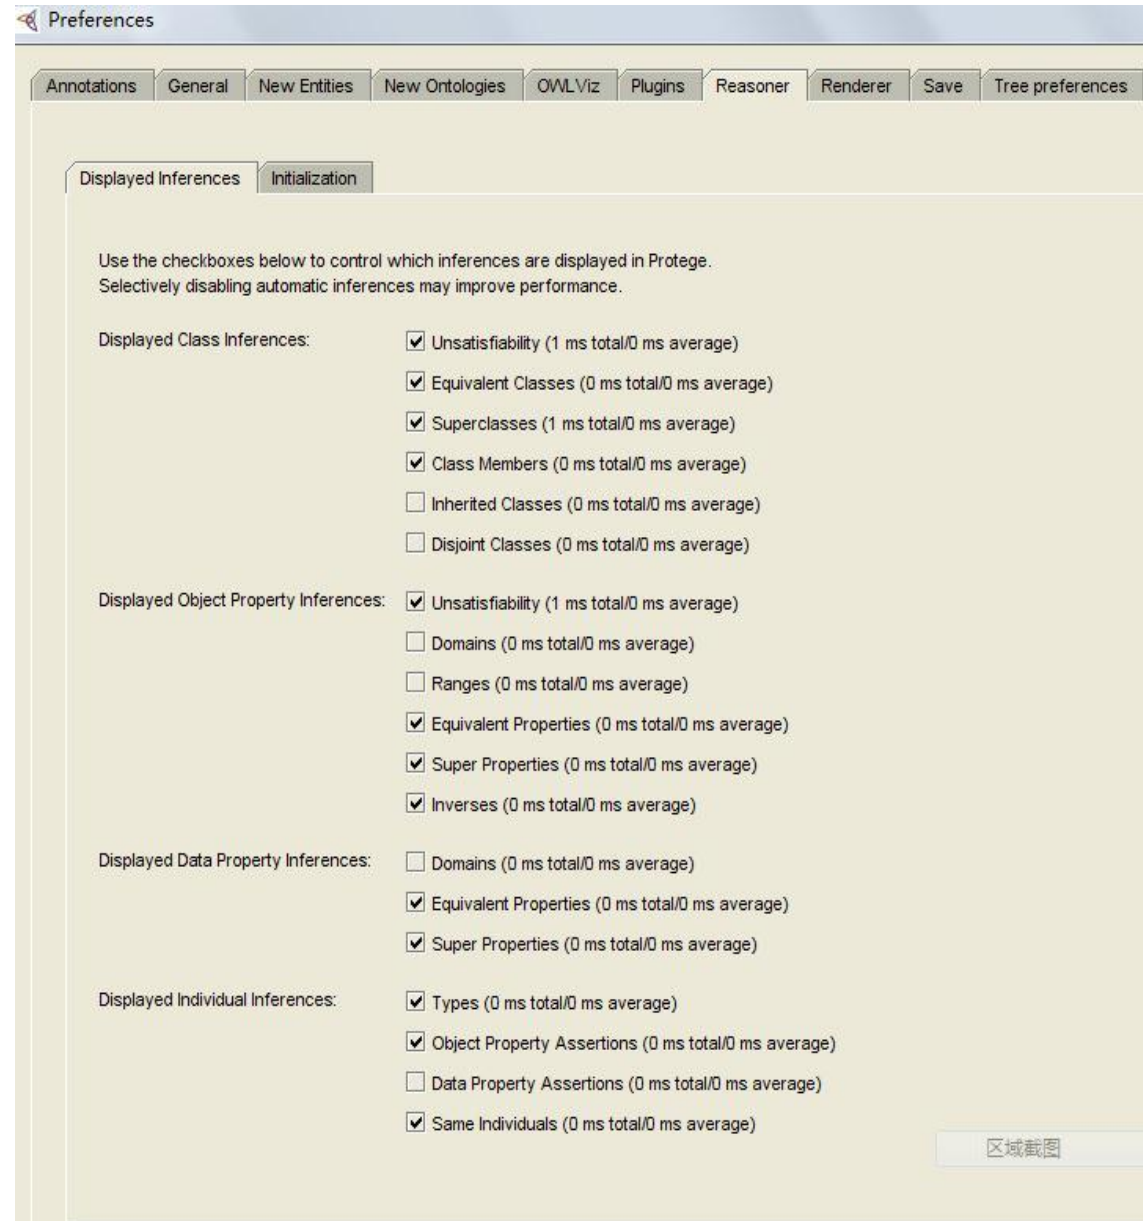 Preferences
Annotations General New Entities New Ontologies OWLViz Plugins Reasoner Renderer Save Tree preferences
Displayed Inferences Initialization
Use the checkboxes below to control which inferences are displayed in Protege.
Selectively disabling automatic inferences may improve performance.
Displayed Class Inferences: Unsatisfiability (1 ms total/0 ms average)
Equivalent Classes (0 ms total/0 ms average)
Superclasses (1 ms total/0 ms average)
Class Members (0 ms total/0 ms average)
Inherited Classes (0 ms total/0 ms average)
Disjoint Classes (0 ms total/0 ms average)
Displayed Object Property Inferences: Unsatisfiability (1 ms total/0 ms average)
Domains (0 ms total/0 ms average)
Ranges (0 ms total/0 ms average)
Equivalent Properties (0 ms total/0 ms average)
Super Properties (0 ms total/0 ms average)
Inverses (0 ms total/0 ms average)
Displayed Data Property Inferences: Domains (0 ms total/0 ms average)
Equivalent Properties (0 ms total/0 ms average)
Super Properties (0 ms total/0 ms average)
Displayed Individual Inferences: Types (0 ms total/0 ms average)
Object Property Assertions (0 ms total/0 ms average)
Data Property Assertions (0 ms total/0 ms average)
Same Individuals (0 ms total/0 ms average)
区域截图